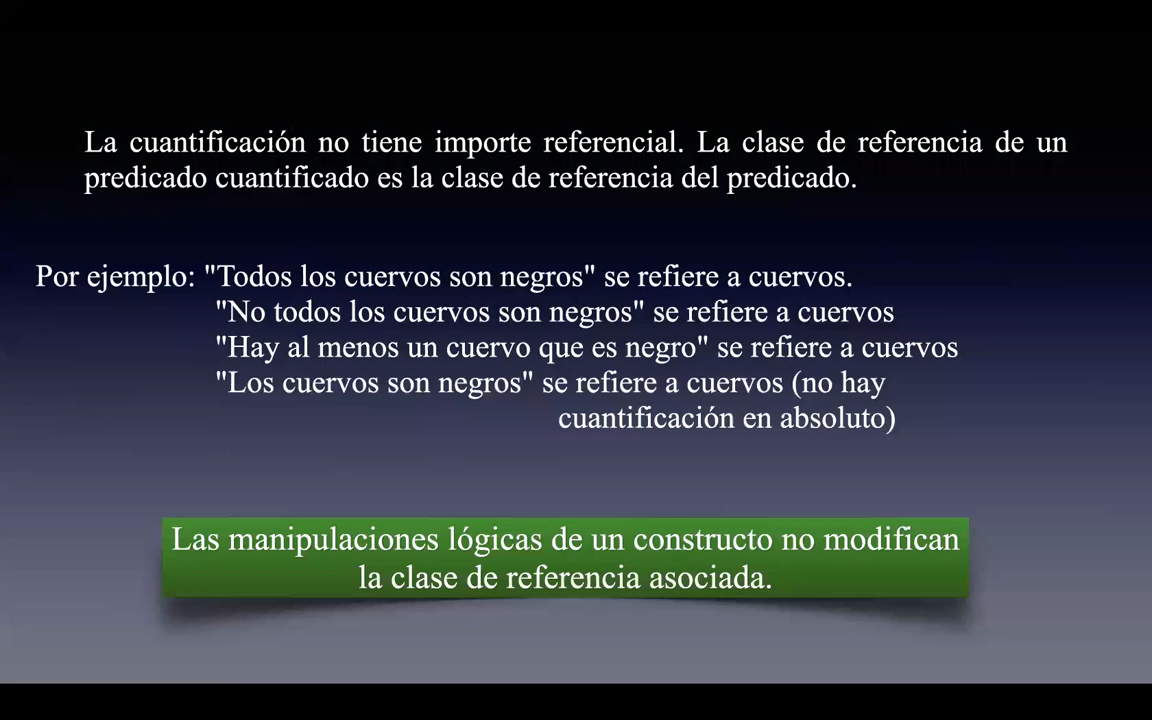 La cuantificación no tiene importe referencial. La clase de referencia de un
predicado cuantificado es la clase de referencia del predicado.
Por ejemplo: "Todos los cuervos son negros" se refiere a cuervos.
"No todos los cuervos son negros" se refiere a cuervos
"Hay al menos un cuervo que es negro" se refiere a cuervos
"Los cuervos son negros" se refiere a cuervos (no hay
cuantificación en absoluto)
Las manipulaciones lógicas de un constructo no modifican
la clase de referencia asociada.